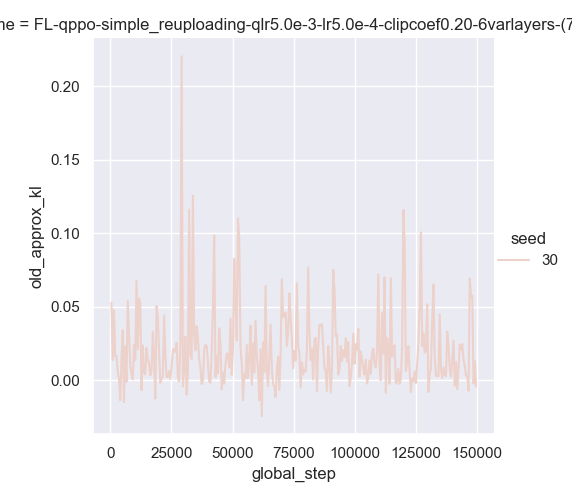 ne = FL-qppo-simple_reuploading-qlr5.0e-3-lr5.0e-4-clipcoef0.20-6varlayers-(7
0.20
0.15
0.10
0.05
0.00
old_approx_kl
seed
30
0 25000 50000 75000 100000 125000 150000
global_step